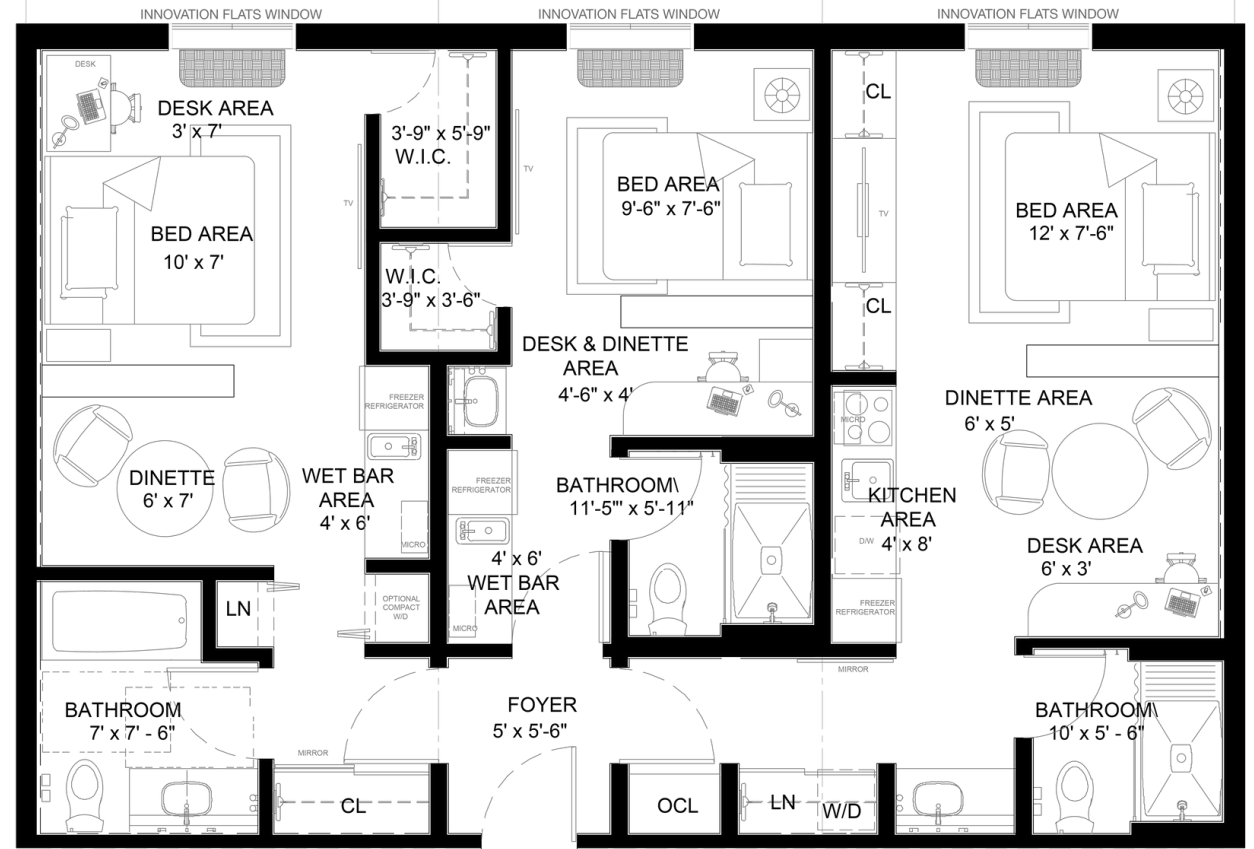 INNOVATION FLATS WINDOW
INNOVATION FLATS WINDOW
INNOVATION FLATS WINDOW
DESK
DESK AREA
3' x 7'
3'-9" x 5'-9"
W.I.C.
TV
BED AREA
10' x 7'
W.I.C.
3'-9" x 3'-6"
FREEZER
REFRIGERATOR
DINETTE
6' x 7'
WET BAR
AREA
4' x 6'
MICRO
LN
OPTIONAL
COMPACT
W/D
BATHROOM
7' x 7' - 6"
MIRROR
CL
TV
BED AREA
9'-6" x 7'-6"
DESK & DINETTE
AREA
4'-6" x 4'
FREEZER
REFRIGERATOR
BATHROOM\
11'-5'" x 5'-11"
4' x 6'
WET BAR
AREA
MICRO
FOYER
5' x 5'-6"
OCL
CL
TV
BED AREA
12' x 7'-6"
CL
DINETTE AREA
6' x 5'
MICRO
KITCHEN
AREA
4' x 8'
D/W
DESK AREA
6' x 3'
FREEZER
REFRIGERATOR
MIRROR
BATHROOM\
10' x 5' - 6"
LN
W/D